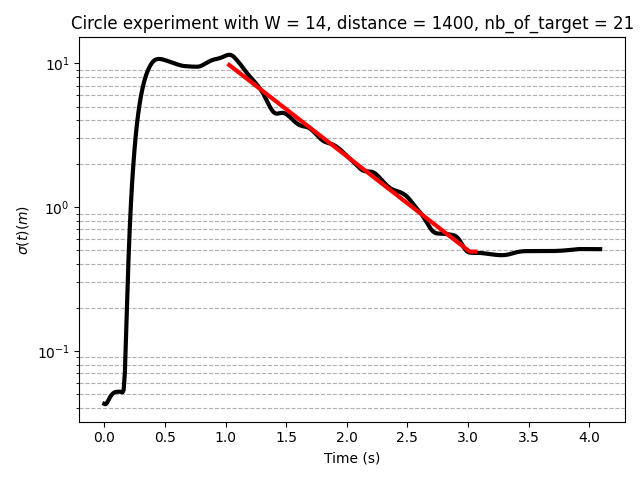 Circle experiment with W = 14, distance = 1400, nb_of_target = 21
10¹
10⁰
10⁻¹
σ(t)(m)
0.0 0.5 1.0 1.5 2.0 2.5 3.0 3.5 4.0
Time (s)